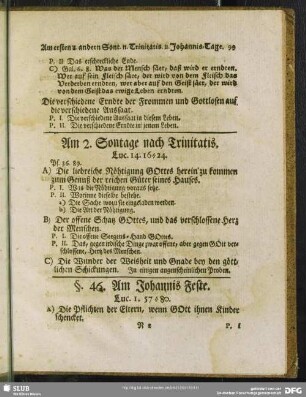 Am ersten u. andern Sont. n. Trinitatis. u Johannis-Tage. 99
P. II Das erschreckliche Ende.
C) Gal. 6. 8. Was der Mensch säet, daß wird er erndten,
Wer auf sein Fleisch säet, der wird von dem Fleisch das
Verderben erndten, wer aber auf den Geist säet, der wird
von dem Geist das ewige Leben erndten.
Die verschiedene Erndte der Frommen und Gottlosen auf
die verschiedene Aussaat.
P. I. Die verschiedene Aussaat in diesem Leben.
P. II. Die verschiedene Erndte in jenem Leben.
Am 2. Sontage nach Trinitatis.
Luc. 14. 16‒24.
Ps. 36. 89.
A) Die liebreiche Nöhtigung GOttes herein zu kommen
zum Genuß der reichen Güter seines Hauses.
P. I. Was die Nöhtigung voraus setze.
P. II. Worinne dieselbe bestehe.
a) Die Sache wozu sie eingeladen werden.
b) Die Art der Nöhtigung.
B) Der offene Schatz GOttes, und das verschlossene Hertz
der Menschen.
P. I. Die offene Seegens-Hand GOttes.
P. II. Das, gegen irdische Dinge zwar offene, aber gegen GOtt ver-
schlossene, Hertz des Menschen.
C) Die Wunder der Weisheit und Gnade bey den gött-
lichen Schickungen. In einigen augenscheinlichen Proben.
§. 46. Am Johannis Feste.
Luc. 1. 57‒80.
a) Die Pflichten der Eltern, wenn GOtt ihnen Kinder
schencket.
N 2 P. I
SLUB